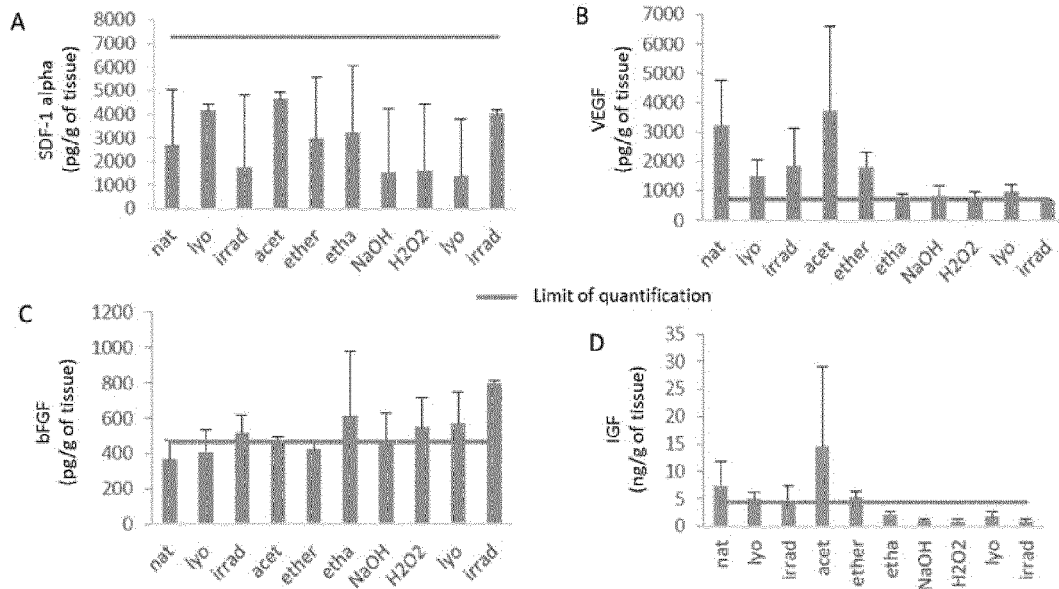 A
SDF-1 alpha
(pg/g of tissue)
8000
7000
6000
5000
4000
3000
2000
1000
0
nat
lyo
irrad
acet
ether
etha
NaOH
H2O2
lyo
irrad
B
VEGF
(pg/g of tissue)
7000
6000
5000
4000
3000
2000
1000
0
nat
lyo
irrad
acet
ether
etha
NaOH
H2O2
lyo
irrad
Limit of quantification
C
bFGF
(pg/g of tissue)
1200
1000
800
600
400
200
0
nat
lyo
irrad
acet
ether
etha
NaOH
H2O2
lyo
irrad
D
IGF
(ng/g of tissue)
35
30
25
20
15
10
5
0
nat
lyo
irrad
acet
ether
etha
NaOH
H2O2
lyo
irrad